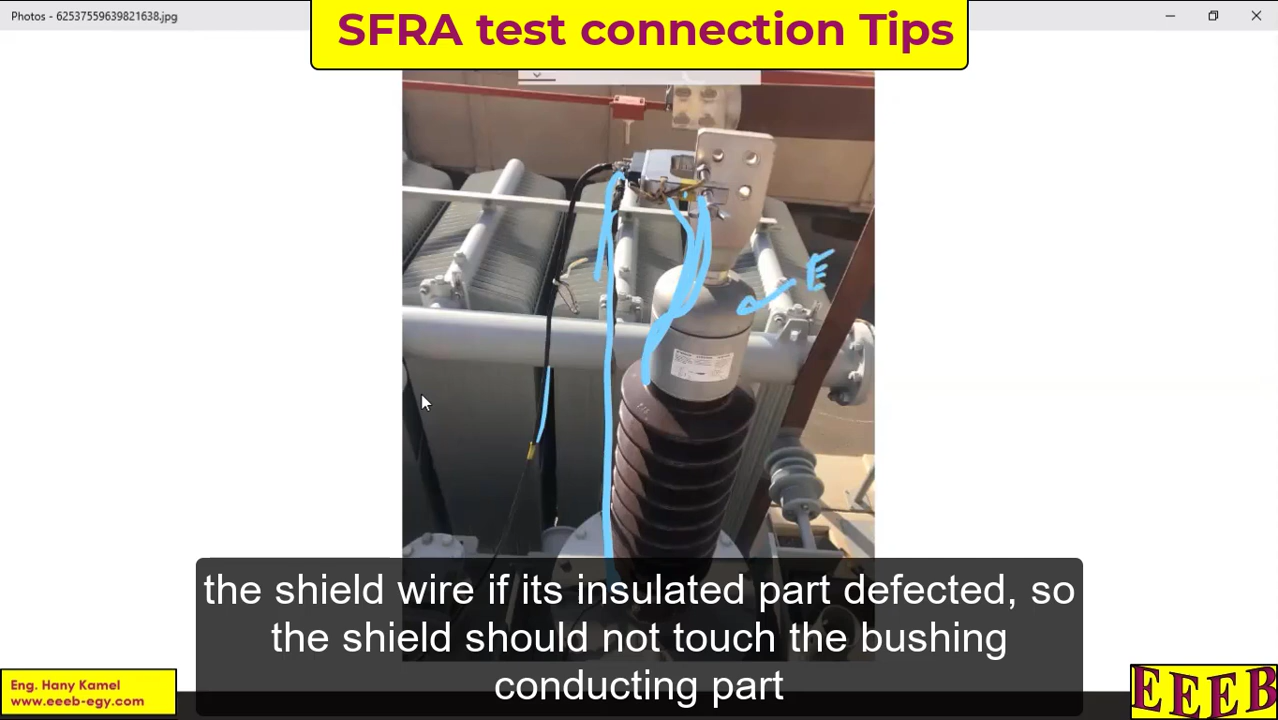 Photos - 62537559639821638.jpg
SFRA test connection Tips
E
the shield wire if its insulated part defected, so
the shield should not touch the bushing
conducting part
Eng. Hany Kamel
www.eeeb-egy.com
EEEB